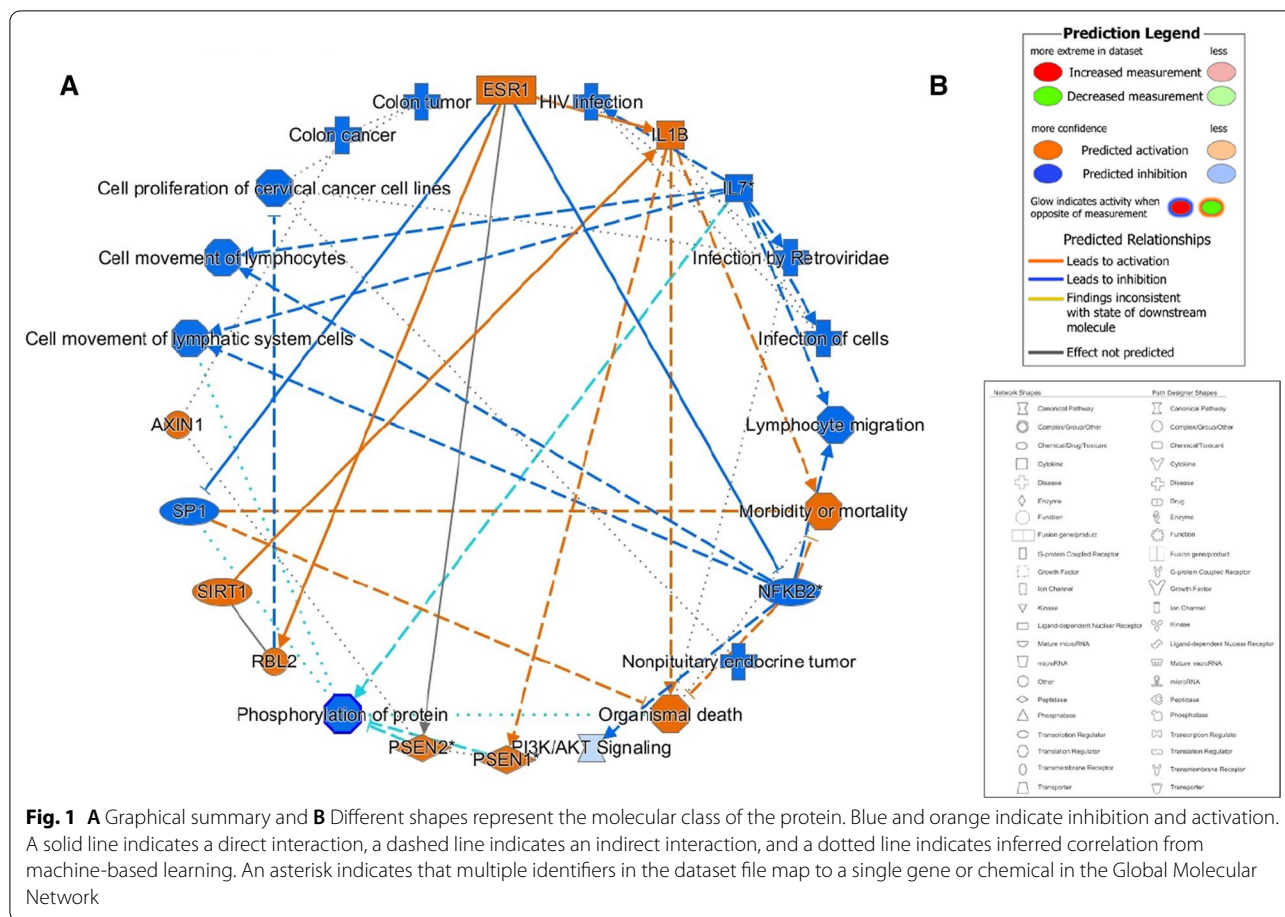 A
ESR1
Colon tumor
HIV infection
Colon cancer
IL1B
Cell proliferation of cervical cancer cell lines
IL7*
Cell movement of lymphocytes
Infection by Retroviridae
Cell movement of lymphatic system cells
Infection of cells
AXIN1
Lymphocyte migration
SP1
Morbidity or mortality
SIRT1
NFKB2*
RBL2
Nonpituitary endocrine tumor
Phosphorylation of protein
Organismal death
PSEN2*
PSEN1*
PI3K/AKT Signaling
B
Prediction Legend
more extreme in dataset less
Increased measurement
Decreased measurement
more confidence less
Predicted activation
Predicted inhibition
Glow indicates activity when
opposite of measurement
Predicted Relationships
Leads to activation
Leads to inhibition
Findings inconsistent
with state of downstream
molecule
Effect not predicted
Network Shapes Path Designer Shapes
Canonical Pathway Canonical Pathway
Complex/Group/Other Complex/Group/Other
Chemical/Drug/Toxicant Chemical/Toxicant
Cytokine Cytokine
Disease Disease
Enzyme Drug
Function Enzyme
Fusion gene/product Function
G-protein Coupled Receptor Fusion gene/product
Growth Factor G-protein Coupled Receptor
Ion Channel Growth Factor
Kinase Ion Channel
Ligand-dependent Nuclear Receptor Kinase
Mature microRNA Ligand-dependent Nuclear Receptor
microRNA Mature microRNA
Other microRNA
Peptidase Peptidase
Phosphatase Phosphatase
Transcription Regulator Transcription Regulator
Translation Regulator Translation Regulator
Transmembrane Receptor Transmembrane Receptor
Transporter Transporter
Fig. 1 A Graphical summary and B Different shapes represent the molecular class of the protein. Blue and orange indicate inhibition and activation.
A solid line indicates a direct interaction, a dashed line indicates an indirect interaction, and a dotted line indicates inferred correlation from
machine-based learning. An asterisk indicates that multiple identifiers in the dataset file map to a single gene or chemical in the Global Molecular
Network